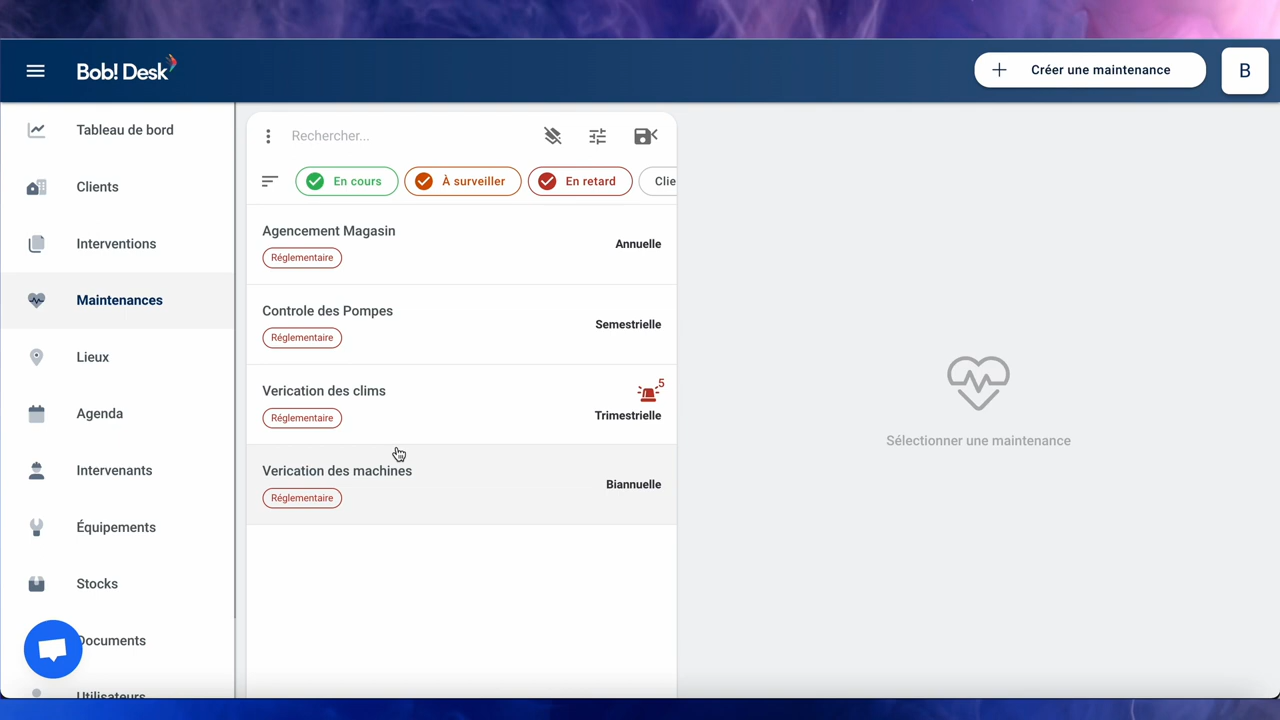 Bob! Desk
Créer une maintenance
B
Tableau de bord
Clients
Interventions
Maintenances
Lieux
Agenda
Intervenants
Équipements
Stocks
Documents
Utilisateurs
Rechercher...
En cours
À surveiller
En retard
Clie
Agencement Magasin
Réglementaire
Annuelle
Controle des Pompes
Réglementaire
Semestrielle
Verication des clims
Réglementaire
5
Trimestrielle
Verication des machines
Réglementaire
Biannuelle
Sélectionner une maintenance